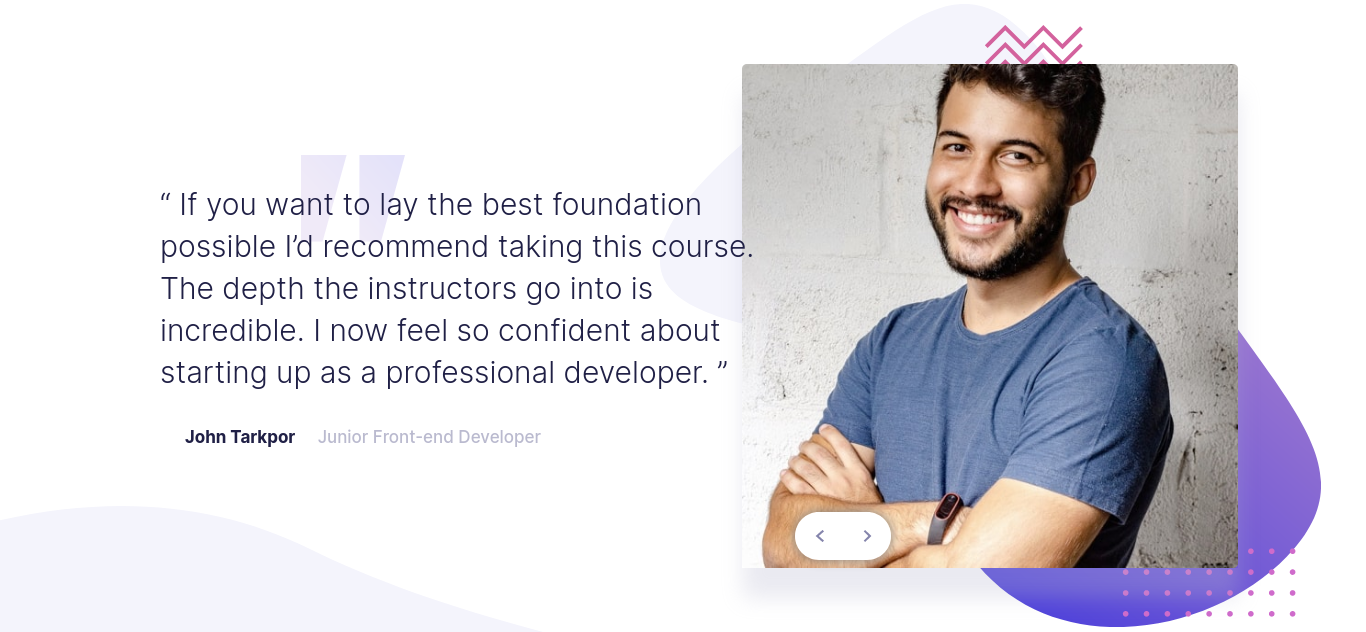 “ If you want to lay the best foundation
possible I’d recommend taking this course.
The depth the instructors go into is
incredible. I now feel so confident about
starting up as a professional developer. ”
John Tarkpor Junior Front-end Developer